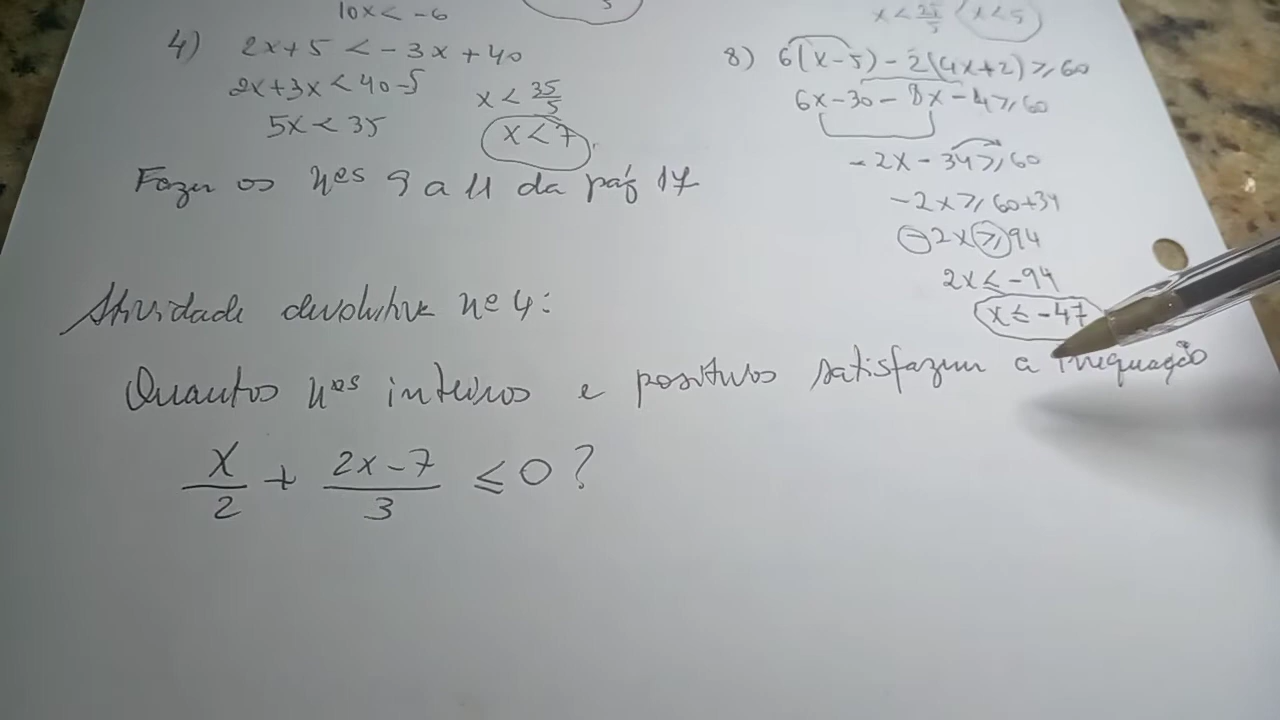 10x < -6
4) 2x+5 < -3x+40
2x+3x < 40-5
5x < 35
x < 35/5
x < 7
Fazer os nºs 9 a 11 da pág 17
x < 25/5 x < 5
8) 6(x-5) - 2(4x+2) ⩾ 60
6x-30-8x-4 ⩾ 60
-2x-34 ⩾ 60
-2x ⩾ 60+34
-2x ⩾ 94
2x ≤ -94
x ≤ -47
Atividade devolutiva nº 4:
Quantos nºs inteiros e positivos satisfazem a inequação
x/2 + (2x-7)/3 ≤ 0?